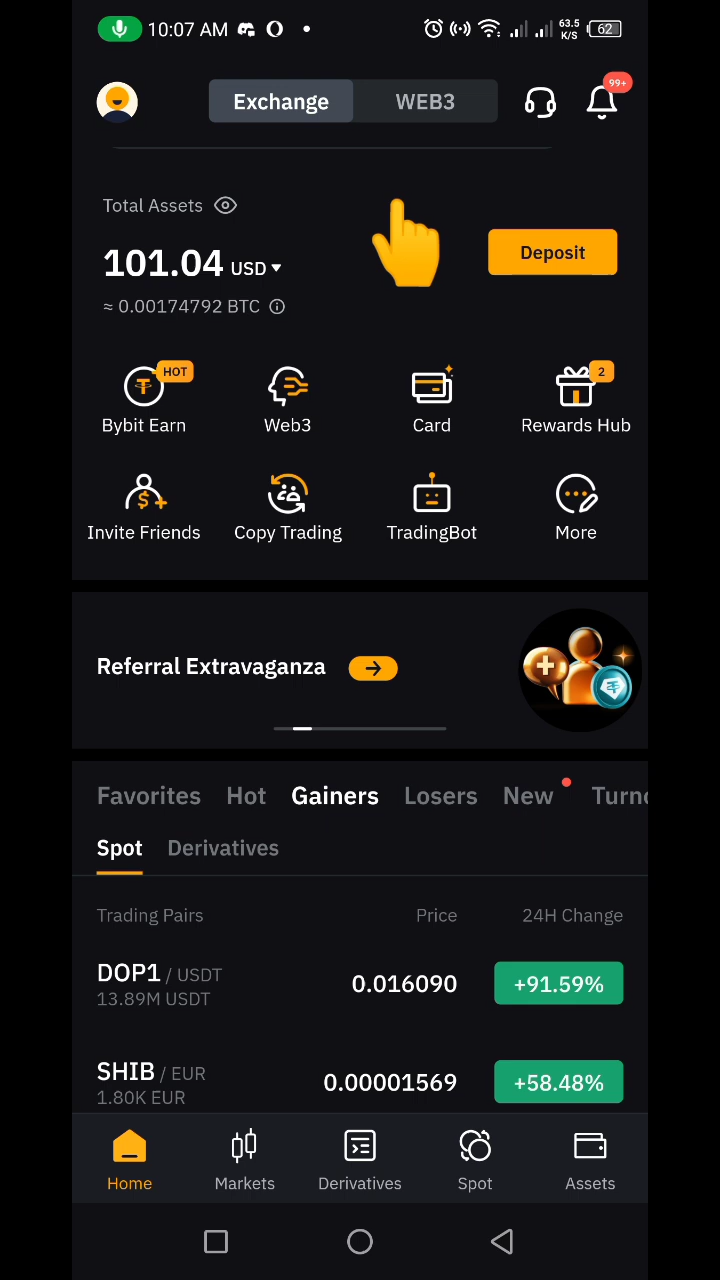 10:07 AM
63.5 K/S
62
Exchange
WEB3
99+
Total Assets
101.04 USD
Deposit
≈ 0.00174792 BTC
HOT
2
Bybit Earn
Web3
Card
Rewards Hub
Invite Friends
Copy Trading
TradingBot
More
Referral Extravaganza
Favorites Hot Gainers Losers New Turno
Spot Derivatives
Trading Pairs Price 24H Change
DOP1 / USDT 0.016090 +91.59%
13.89M USDT
SHIB / EUR 0.00001569 +58.48%
1.80K EUR
Home Markets Derivatives Spot Assets